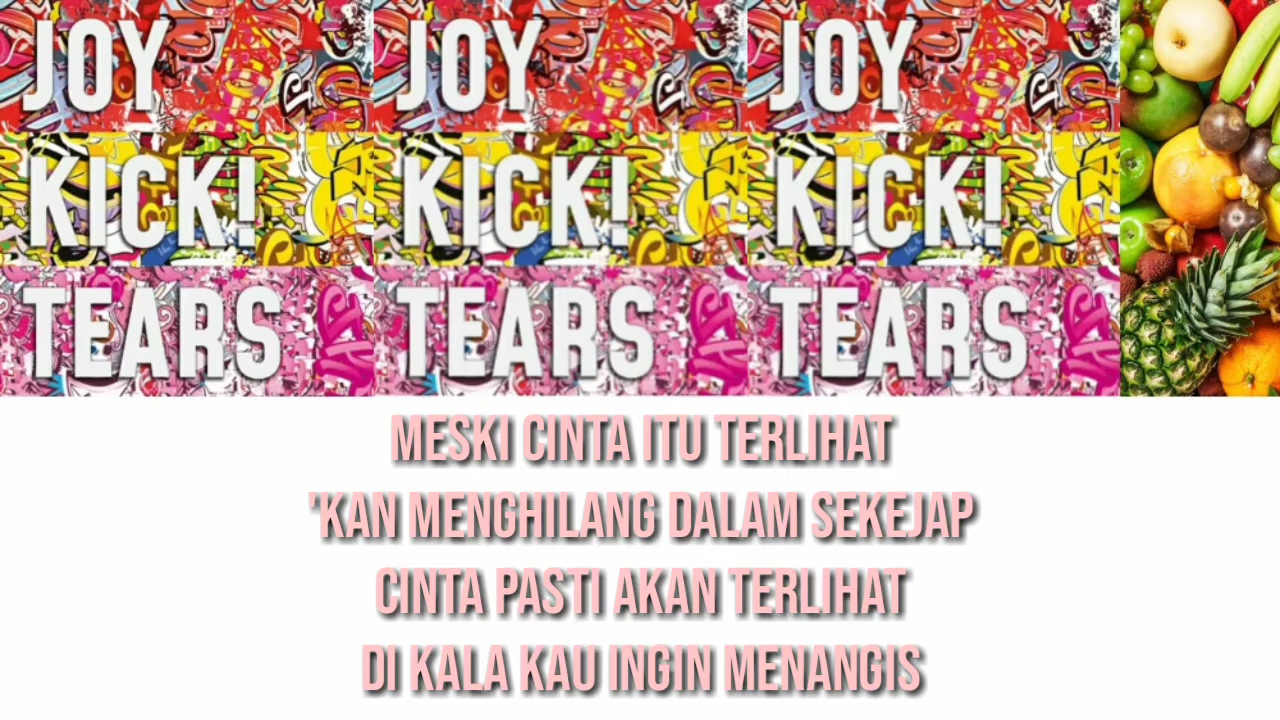 JOY JOY JOY
KICK! KICK! KICK!
TEARS TEARS TEARS
MESKI CINTA ITU TERLIHAT
'KAN MENGHILANG DALAM SEKEJAP
CINTA PASTI AKAN TERLIHAT
DI KALA KAU INGIN MENANGIS